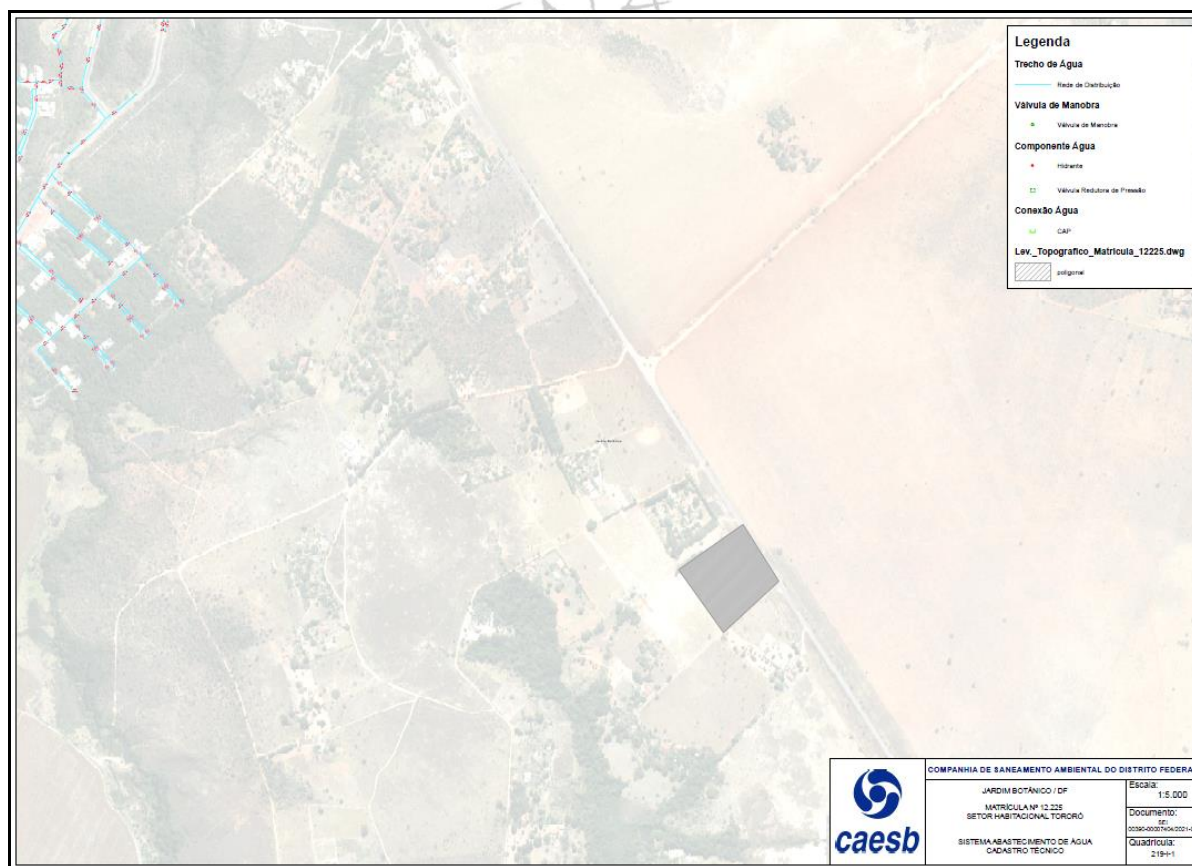 Legenda
Trecho de Água
Rede de Distribuição
Válvula de Manobra
Válvula de Manobra
Componente Água
Hidrante
Válvula Redutora de Pressão
Conexão Água
CAP
Lev._Topografico_Matricula_12225.dwg
poligonal
caesb
COMPANHIA DE SANEAMENTO AMBIENTAL DO DISTRITO FEDERA
JARDIM BOTÂNICO / DF
MATRÍCULA Nº 12.225
SETOR HABITACIONAL TORORÓ
SISTEMA ABASTECIMENTO DE ÁGUA
CADASTRO TÉCNICO
Escala:
1:5.000
Documento:
SEI
Quadrícula:
219-I-1